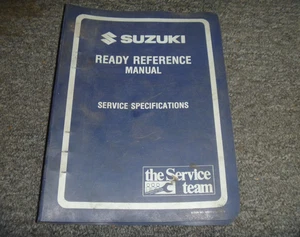 SUZUKI
READY REFERENCE
MANUAL
SERVICE SPECIFICATIONS
the Service
team